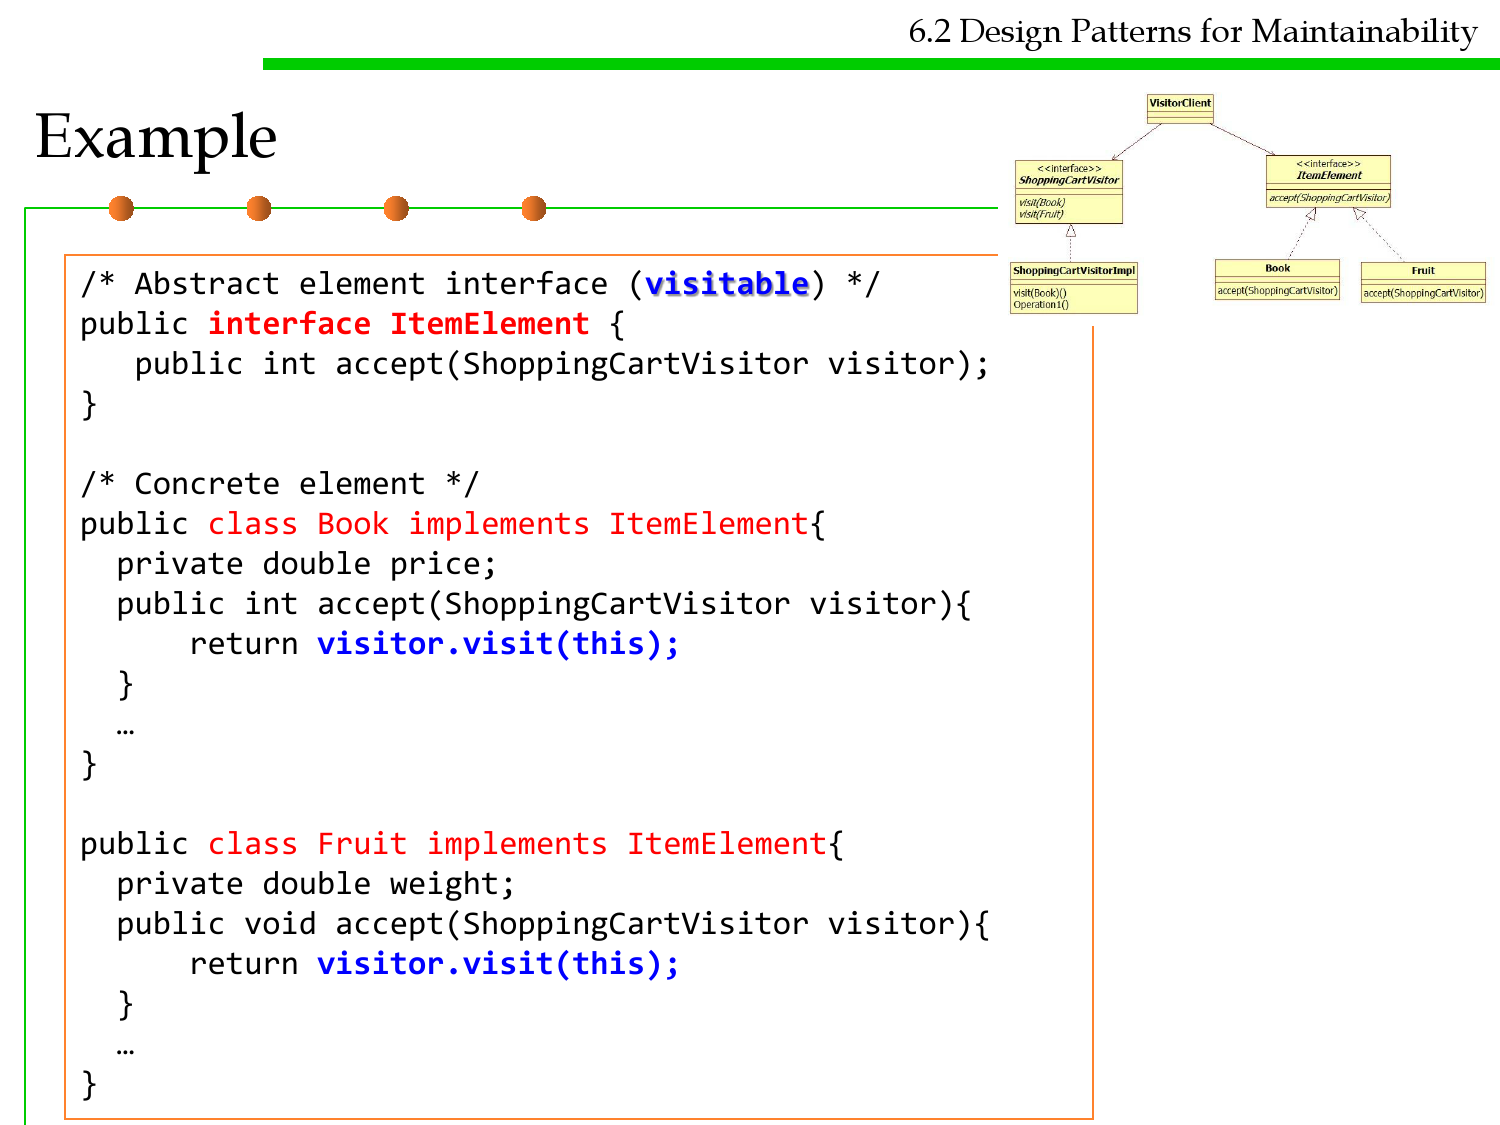 6.2 Design Patterns for Maintainability
Example
VisitorClient
<<interface>>
ShoppingCartVisitor
visit(Book)
visit(Fruit)
<<interface>>
ItemElement
accept(ShoppingCartVisitor)
ShoppingCartVisitorImpl
visit(Book)()
Operation1()
Book
accept(ShoppingCartVisitor)
Fruit
accept(ShoppingCartVisitor)
/* Abstract element interface (visitable) */
public interface ItemElement {
   public int accept(ShoppingCartVisitor visitor);
}
/* Concrete element */
public class Book implements ItemElement{
  private double price;
  public int accept(ShoppingCartVisitor visitor){
      return visitor.visit(this);
  }
  …
}
public class Fruit implements ItemElement{
  private double weight;
  public void accept(ShoppingCartVisitor visitor){
      return visitor.visit(this);
  }
  …
}